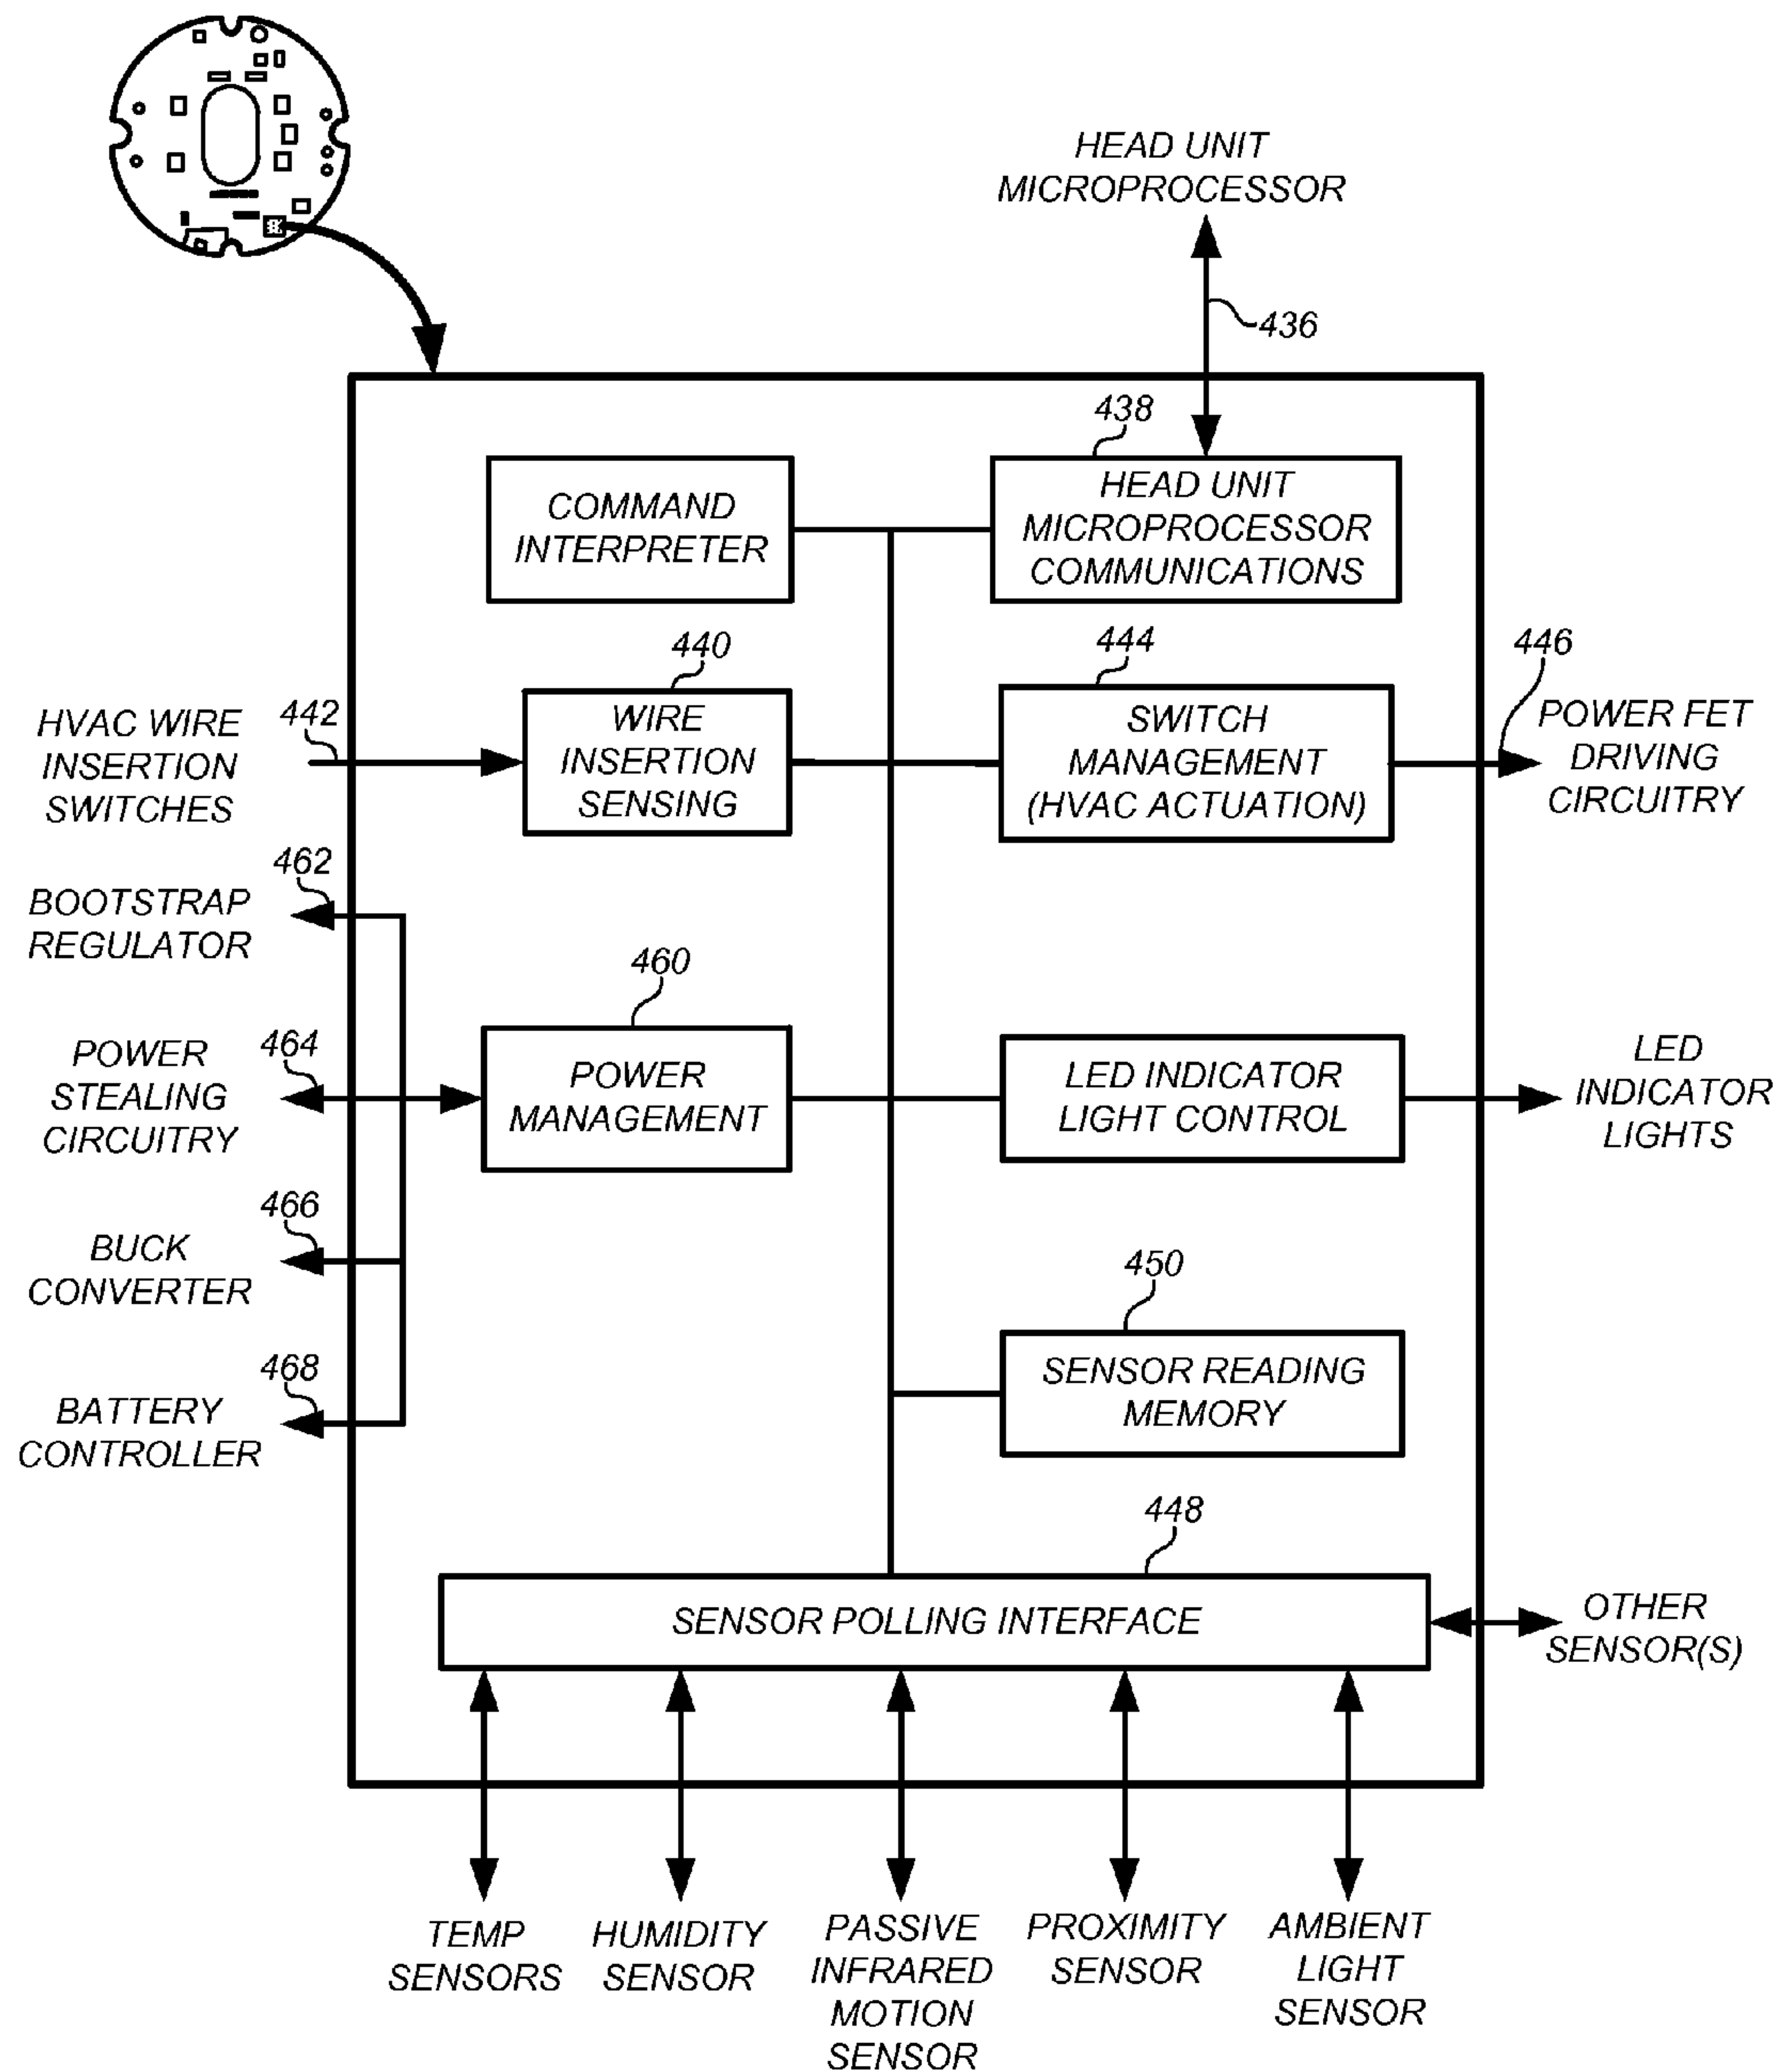 HEAD UNIT
MICROPROCESSOR
436
438
COMMAND
INTERPRETER
HEAD UNIT
MICROPROCESSOR
COMMUNICATIONS
440
444
446
HVAC WIRE
INSERTION
SWITCHES
442
WIRE
INSERTION
SENSING
SWITCH
MANAGEMENT
(HVAC ACTUATION)
POWER FET
DRIVING
CIRCUITRY
462
BOOTSTRAP
REGULATOR
460
464
POWER
STEALING
CIRCUITRY
POWER
MANAGEMENT
LED INDICATOR
LIGHT CONTROL
LED
INDICATOR
LIGHTS
466
BUCK
CONVERTER
450
468
BATTERY
CONTROLLER
SENSOR READING
MEMORY
448
SENSOR POLLING INTERFACE
OTHER
SENSOR(S)
TEMP
SENSORS
HUMIDITY
SENSOR
PASSIVE
INFRARED
MOTION
SENSOR
PROXIMITY
SENSOR
AMBIENT
LIGHT
SENSOR